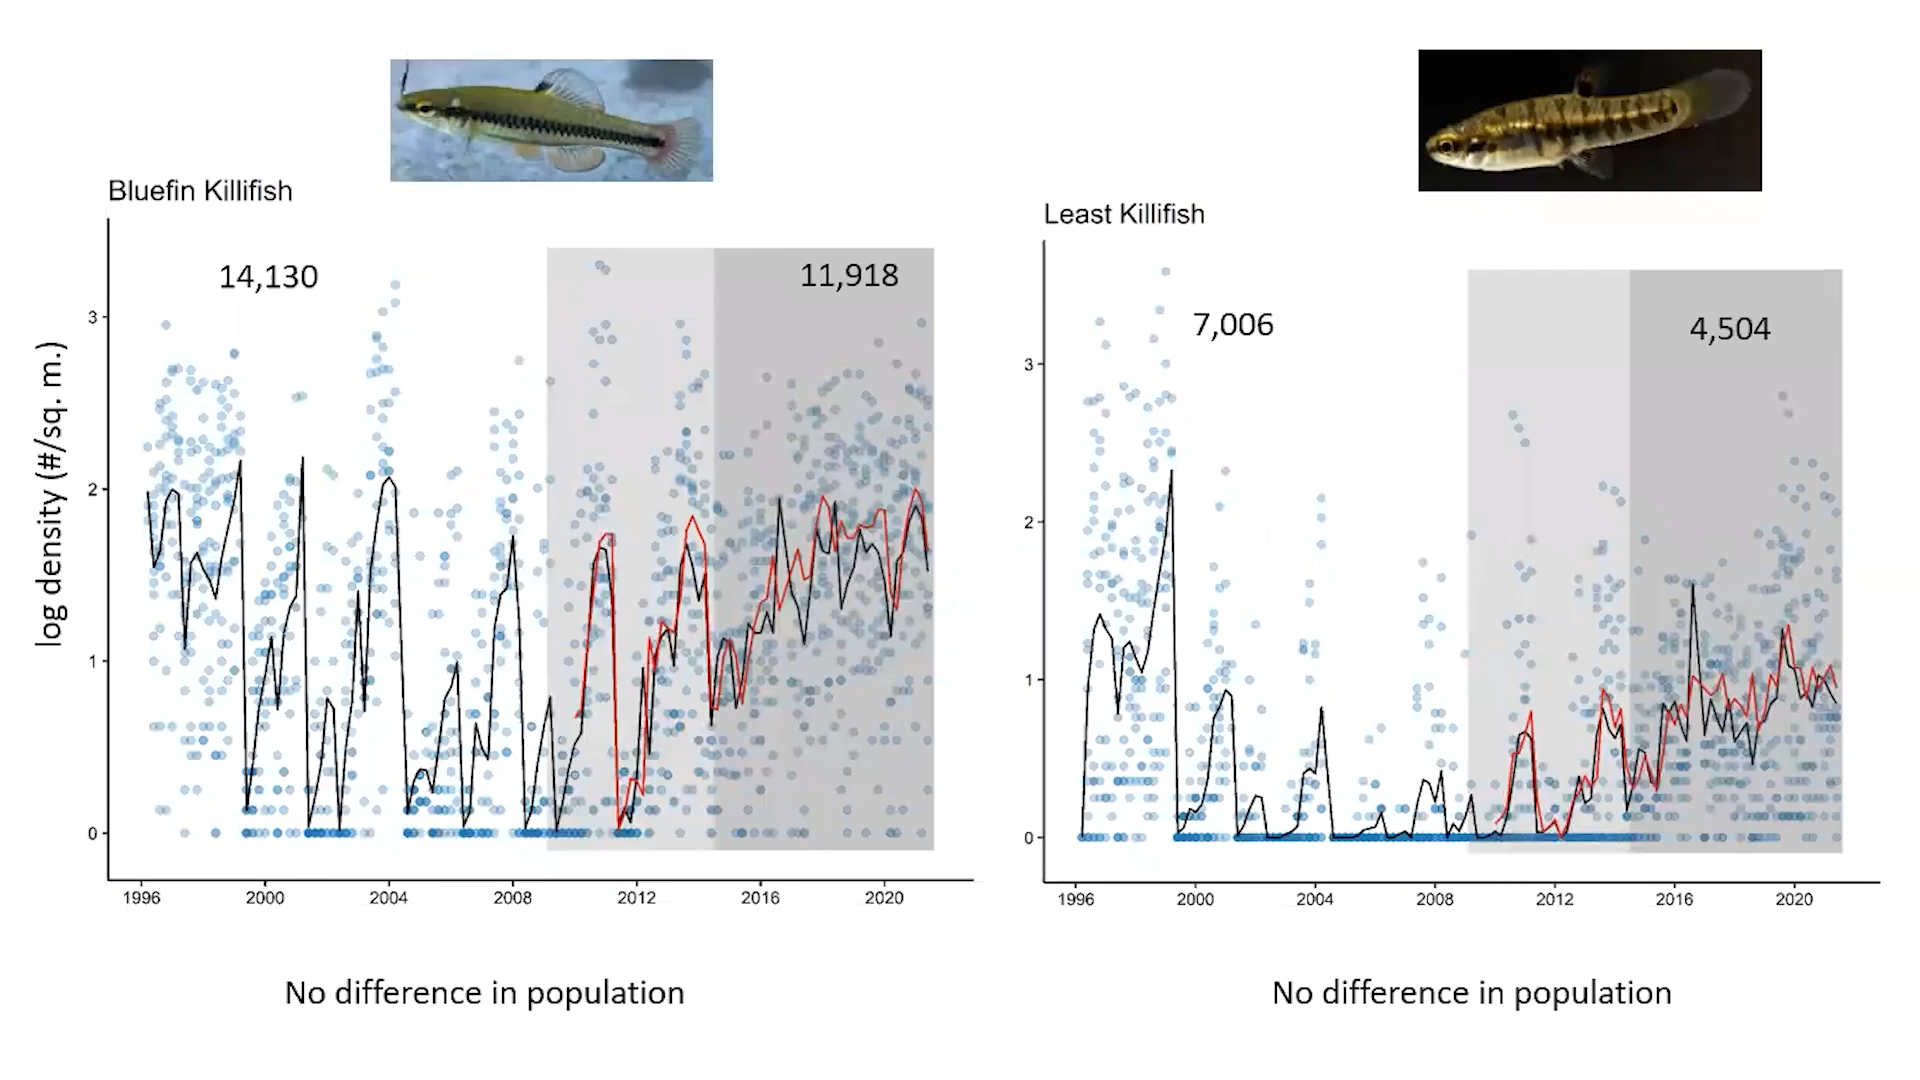 Bluefin Killifish
14,130
11,918
log density (#/sq. m.)
3
2
1
0
1996 2000 2004 2008 2012 2016 2020
No difference in population
Least Killifish
7,006
4,504
3
2
1
0
1996 2000 2004 2008 2012 2016 2020
No difference in population